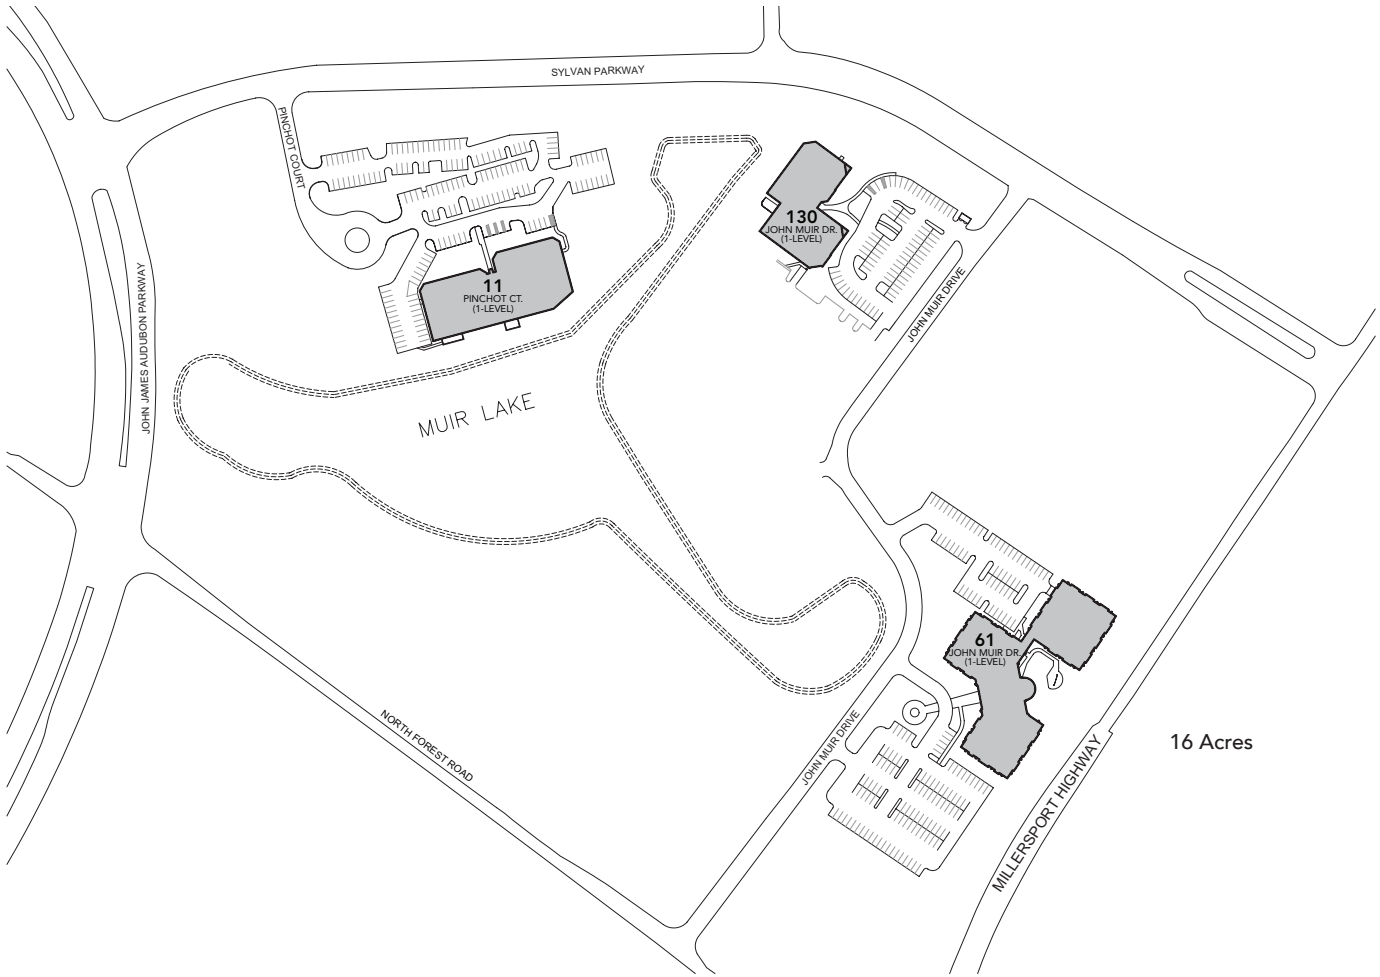 SYLVAN PARKWAY
PINCHOT COURT
130
JOHN MUIR DR.
(1-LEVEL)
11
PINCHOT CT.
(1-LEVEL)
JOHN MUIR DRIVE
JOHN JAMES AUDUBON PARKWAY
MUIR LAKE
61
JOHN MUIR DR.
(1-LEVEL)
NORTH FOREST ROAD
JOHN MUIR DRIVE
MILLERSPORT HIGHWAY
16 Acres